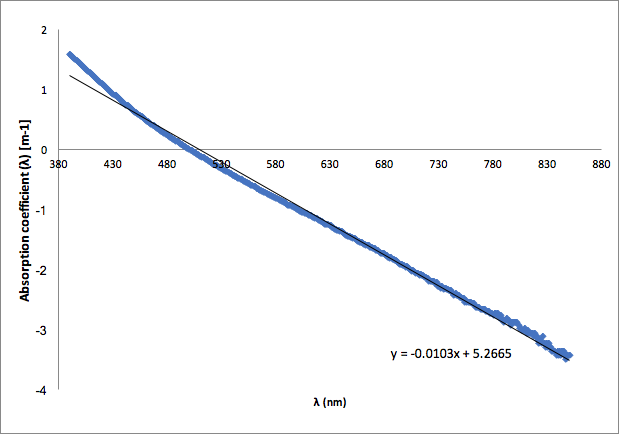 2
1
0
-1
-2
-3
-4
380 430 480 530 580 630 680 730 780 830 880
Absorption coefficient (λ) [m-1]
y = -0.0103x + 5.2665
λ (nm)